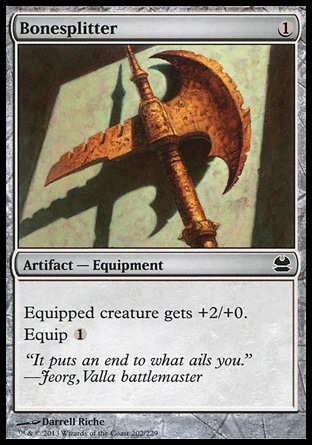 Bonesplitter 1
Artifact — Equipment
Equipped creature gets +2/+0.
Equip 1
"It puts an end to what ails you."
—Jeorg, Valla battlemaster
Darrell Riche
™ & © 2013 Wizards of the Coast 202/229